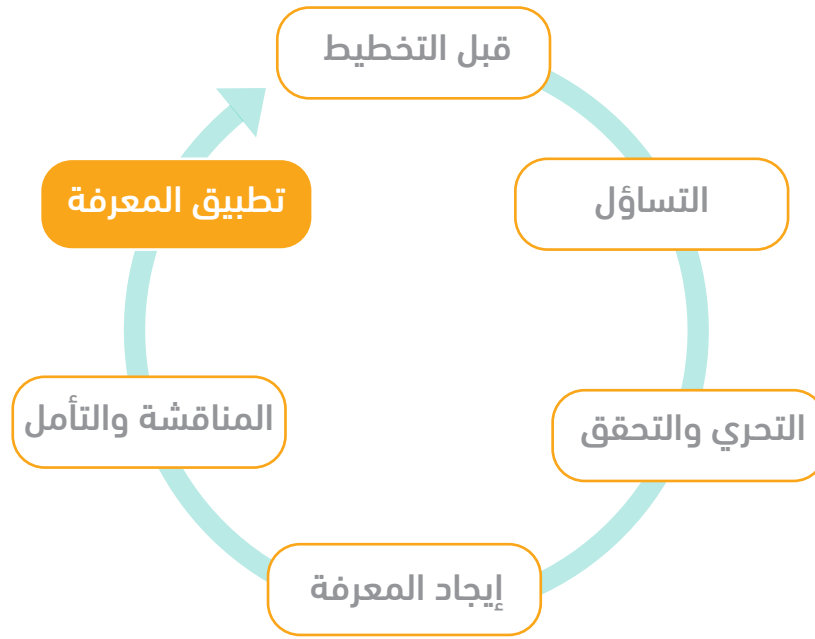 قبل التخطيط
التساؤل
التحري والتحقق
إيجاد المعرفة
المناقشة والتأمل
تطبيق المعرفة